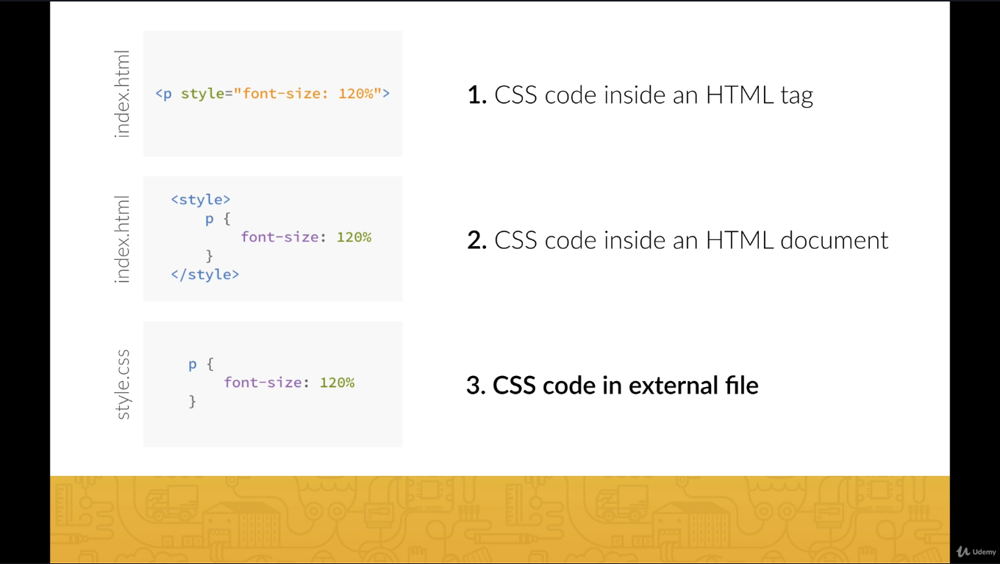 index.html
<p style="font-size: 120%">
1. CSS code inside an HTML tag
index.html
<style>
p {
font-size: 120%
}
</style>
2. CSS code inside an HTML document
style.css
p {
font-size: 120%
}
3. CSS code in external file
Udemy